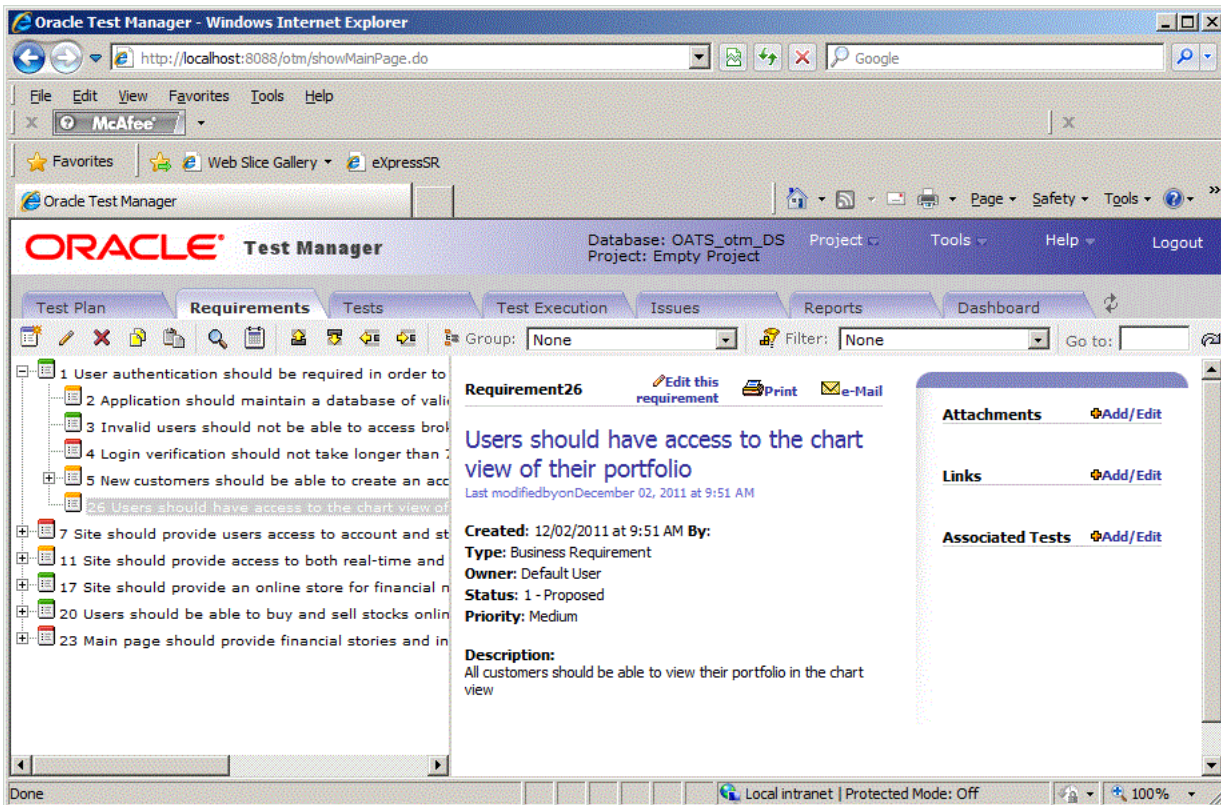 Oracle Test Manager - Windows Internet Explorer
http://localhost:8088/otm/showMainPage.do
Google
File Edit View Favorites Tools Help
McAfee
Favorites Web Slice Gallery eXpressSR
Oracle Test Manager
Page Safety Tools
ORACLE Test Manager
Database: OATS_otm_DS
Project: Empty Project
Project Tools Help Logout
Test Plan Requirements Tests Test Execution Issues Reports Dashboard
Group: None Filter: None Go to:
1 User authentication should be required in order to
2 Application should maintain a database of vali
3 Invalid users should not be able to access brok
4 Login verification should not take longer than 7
5 New customers should be able to create an acc
26 Users should have access to the chart view of
7 Site should provide users access to account and st
11 Site should provide access to both real-time and
17 Site should provide an online store for financial n
20 Users should be able to buy and sell stocks onlin
23 Main page should provide financial stories and in
Requirement26
Edit this
requirement
Print
e-Mail
Users should have access to the chart
view of their portfolio
Last modifiedbyonDecember 02, 2011 at 9:51 AM
Created: 12/02/2011 at 9:51 AM By:
Type: Business Requirement
Owner: Default User
Status: 1 - Proposed
Priority: Medium
Description:
All customers should be able to view their portfolio in the chart
view
Attachments Add/Edit
Links Add/Edit
Associated Tests Add/Edit
Done
Local intranet | Protected Mode: Off
100%